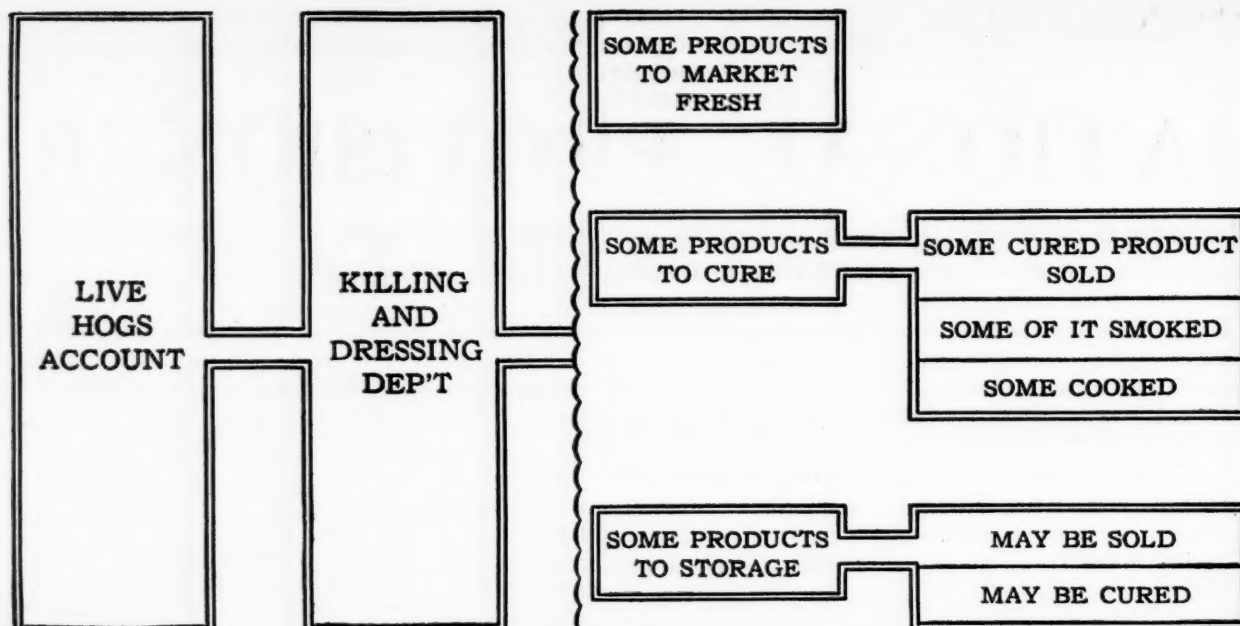 LIVE
HOGS
ACCOUNT
KILLING
AND
DRESSING
DEP'T
SOME PRODUCTS
TO MARKET
FRESH
SOME PRODUCTS
TO CURE
SOME CURED PRODUCT
SOLD
SOME OF IT SMOKED
SOME COOKED
SOME PRODUCTS
TO STORAGE
MAY BE SOLD
MAY BE CURED